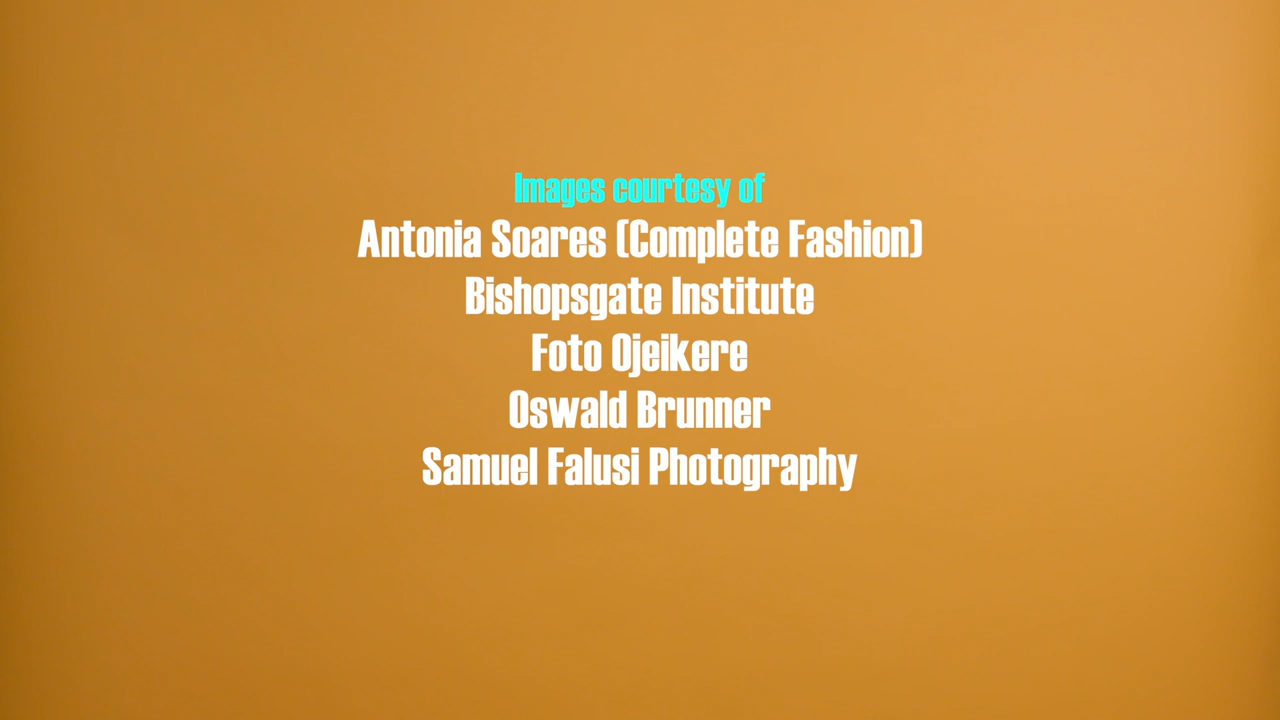 Images courtesy of
Antonia Soares (Complete Fashion)
Bishopsgate Institute
Foto Ojeikere
Oswald Brunner
Samuel Falusi Photography